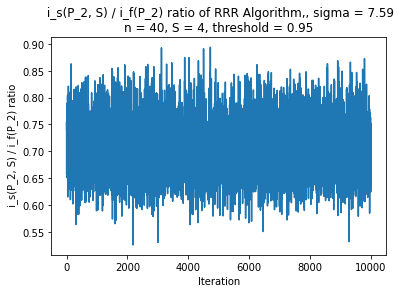 i_s(P_2, S) / i_f(P_2) ratio of RRR Algorithm,, sigma = 7.59
n = 40, S = 4, threshold = 0.95
i_s(P_2, S) / i_f(P_2) ratio
0.90
0.85
0.80
0.75
0.70
0.65
0.60
0.55
0 2000 4000 6000 8000 10000
Iteration